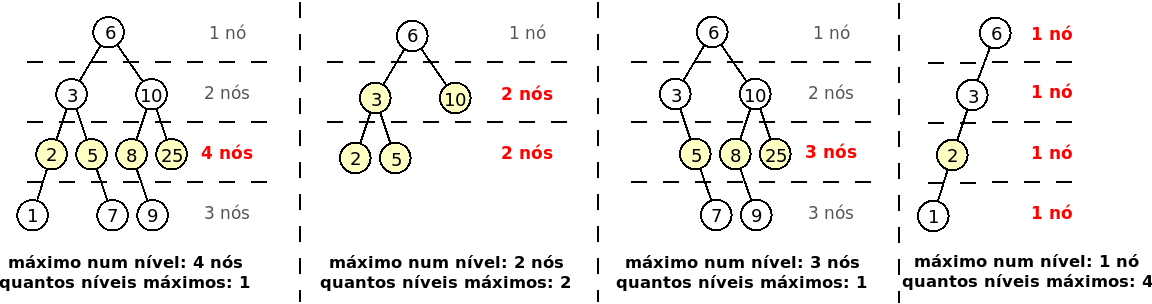 6
1 nó
3
10
2 nós
2
5
8
25
4 nós
1
7
9
3 nós
máximo num nível: 4 nós
quantos níveis máximos: 1
6
1 nó
3
10
2 nós
2
5
2 nós
máximo num nível: 2 nós
quantos níveis máximos: 2
6
1 nó
3
10
2 nós
5
8
25
3 nós
7
9
3 nós
máximo num nível: 3 nós
quantos níveis máximos: 1
6
1 nó
3
1 nó
2
1 nó
1
1 nó
máximo num nível: 1 nó
quantos níveis máximos: 4